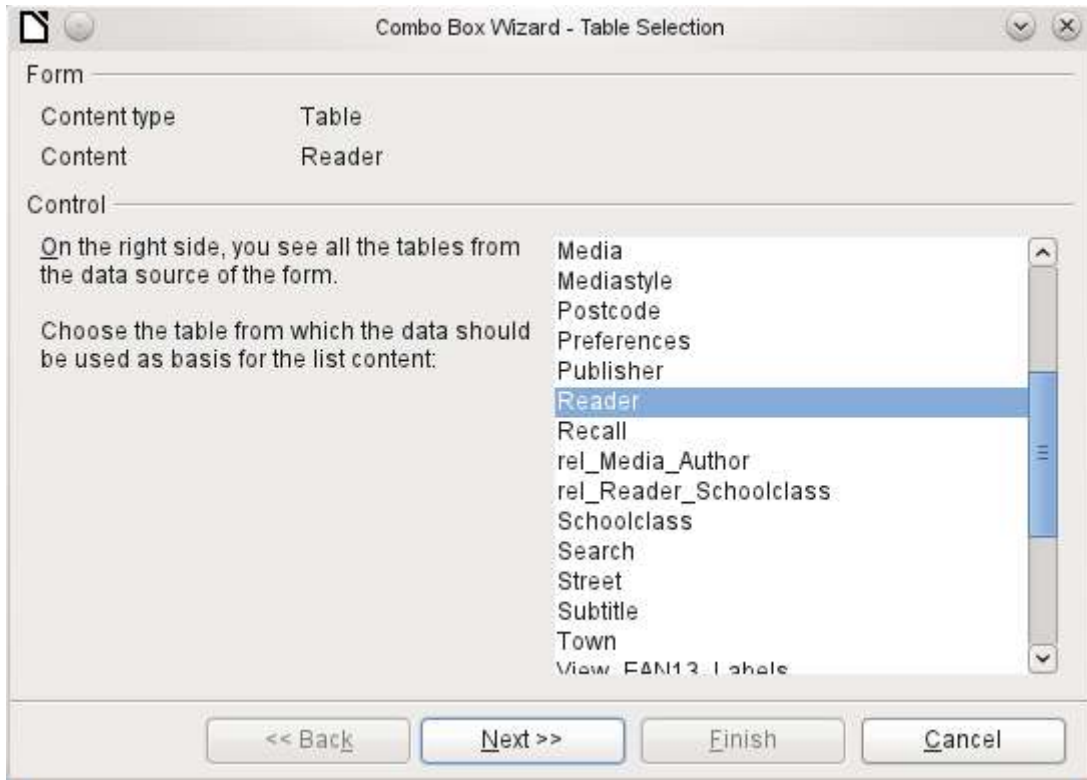 Combo Box Wizard - Table Selection
Form
Content type Table
Content Reader
Control
On the right side, you see all the tables from
the data source of the form.
Choose the table from which the data should
be used as basis for the list content:
Media
Mediastyle
Postcode
Preferences
Publisher
Reader
Recall
rel_Media_Author
rel_Reader_Schoolclass
Schoolclass
Search
Street
Subtitle
Town
View_EAN13_Labels
<< Back Next >> Finish Cancel